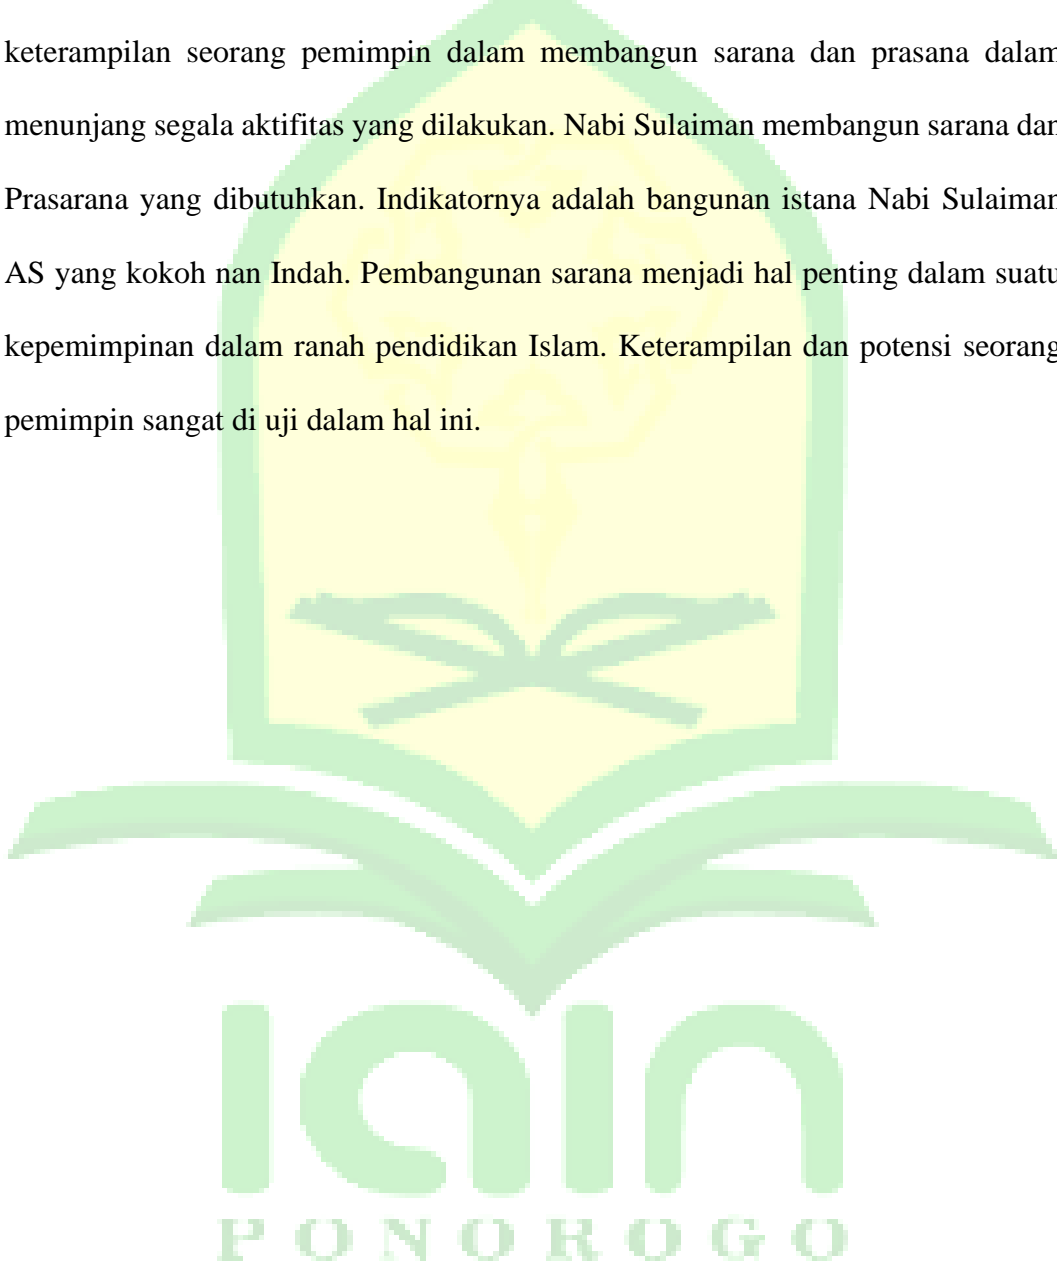 keterampilan seorang pemimpin dalam membangun sarana dan prasana dalam
menunjang segala aktifitas yang dilakukan. Nabi Sulaiman membangun sarana dan
Prasarana yang dibutuhkan. Indikatornya adalah bangunan istana Nabi Sulaiman
AS yang kokoh nan Indah. Pembangunan sarana menjadi hal penting dalam suatu
kepemimpinan dalam ranah pendidikan Islam. Keterampilan dan potensi seorang
pemimpin sangat di uji dalam hal ini.
iain
PONOROGO